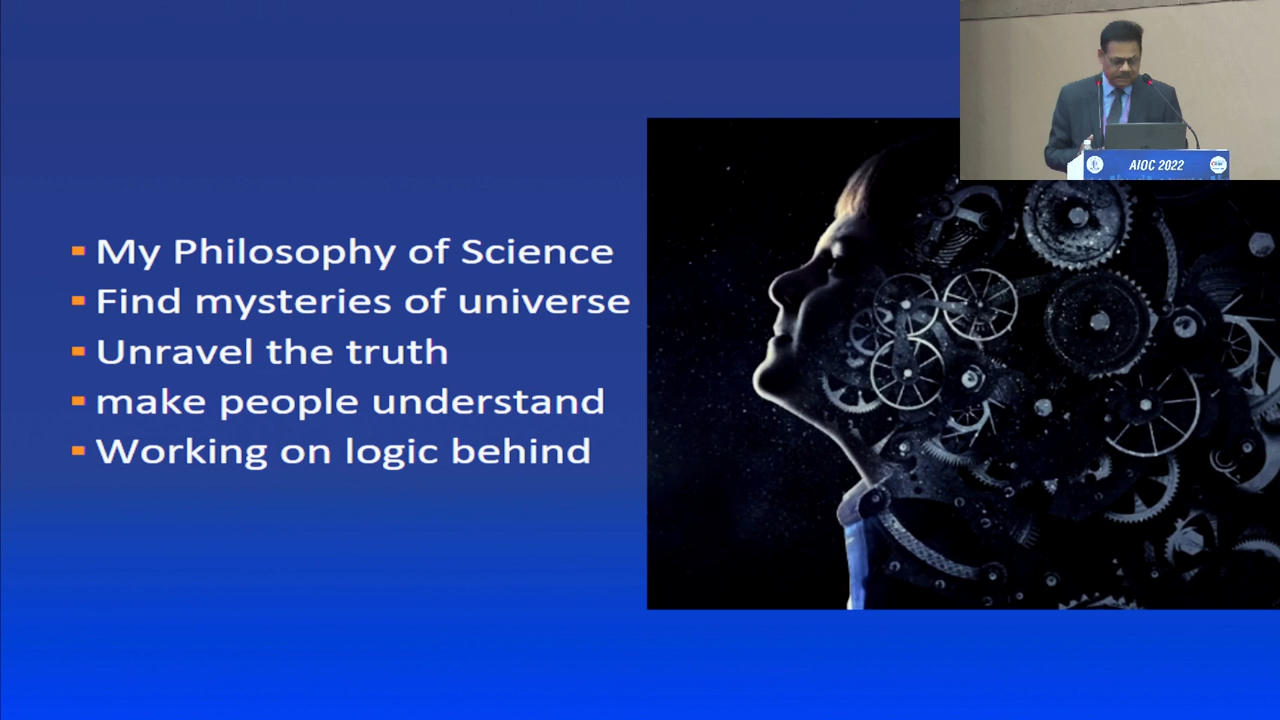 My Philosophy of Science
Find mysteries of universe
Unravel the truth
make people understand
Working on logic behind
AIOC 2022